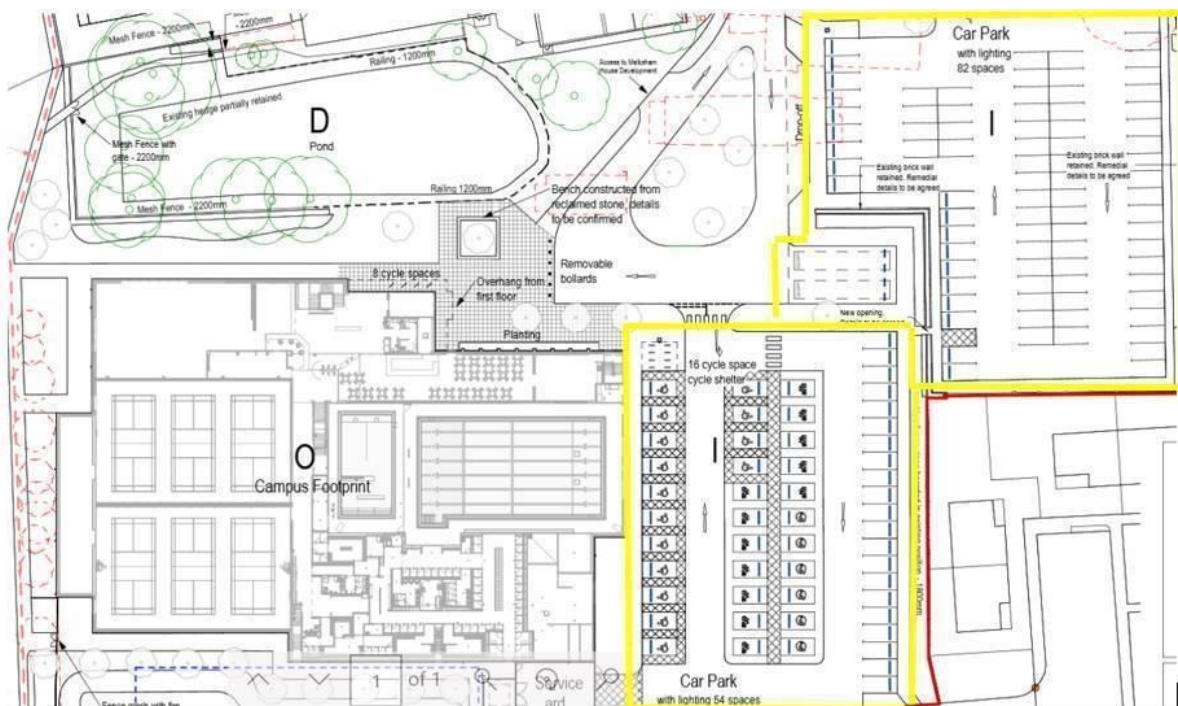 Mesh Fence - 2200mm
- 2200mm
Railing - 1200mm
Access to Melksham
House Development
Car Park
with lighting
82 spaces
Existing hedge partially retained
D
Pond
Drop-off
I
Mesh Fence with
gate - 2200mm
Existing brick wall
retained. Remedial
details to be agreed
Existing brick wall
retained. Remedial
details to be agreed
Railing 1200mm
Mesh Fence - 2200mm
Bench constructed from
reclaimed stone, details
to be confirmed
8 cycle spaces
Overhang from
first floor
Removable
bollards
New opening.
Planting
16 cycle space
cycle shelter
I
O
Campus Footprint
- 1800mm
1 of 1
Service
ard
Car Park
with lighting 54 spaces